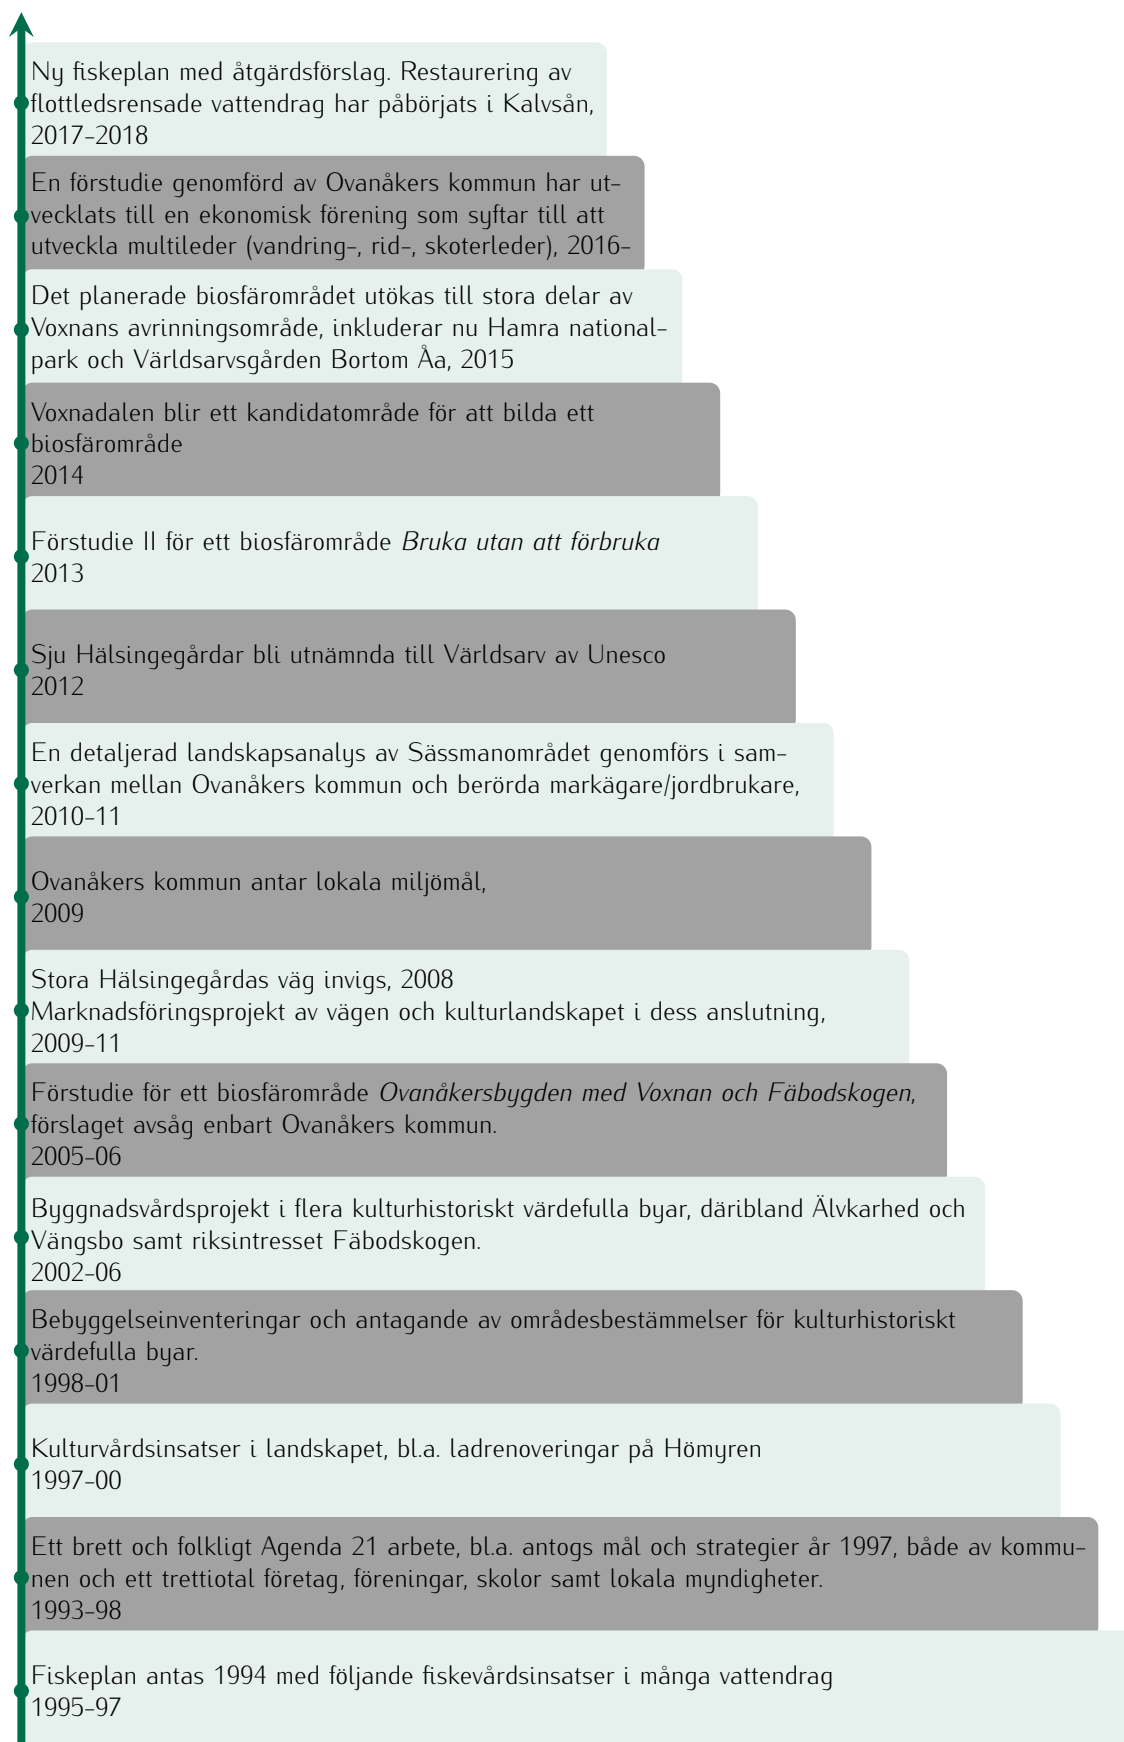 Ny fiskeplan med åtgärdsförslag. Restaurering av
flottledsrensade vattendrag har påbörjats i Kalvsån,
2017-2018
En förstudie genomförd av Ovanåkers kommun har ut-
vecklats till en ekonomisk förening som syftar till att
utveckla multileder (vandring-, rid-, skoterleder), 2016-
Det planerade biosfärområdet utökas till stora delar av
Voxnans avrinningsområde, inkluderar nu Hamra national-
park och Världsarvsgården Bortom Åa, 2015
Voxnadalen blir ett kandidatområde för att bilda ett
biosfärområde
2014
Förstudie II för ett biosfärområde Bruka utan att förbruka
2013
Sju Hälsingegårdar bli utnämnda till Världsarv av Unesco
2012
En detaljerad landskapsanalys av Sässmanområdet genomförs i sam-
verkan mellan Ovanåkers kommun och berörda markägare/jordbrukare,
2010-11
Ovanåkers kommun antar lokala miljömål,
2009
Stora Hälsingegårdas väg invigs, 2008
Marknadsföringsprojekt av vägen och kulturlandskapet i dess anslutning,
2009-11
Förstudie för ett biosfärområde Ovanåkersbygden med Voxnan och Fäbodskogen,
förslaget avsåg enbart Ovanåkers kommun.
2005-06
Byggnadsvårdsprojekt i flera kulturhistoriskt värdefulla byar, däribland Älvkarhed och
Vängsbo samt riksintresset Fäbodskogen.
2002-06
Bebyggelseinventeringar och antagande av områdesbestämmelser för kulturhistoriskt
värdefulla byar.
1998-01
Kulturvårdsinsatser i landskapet, bl.a. ladrenoveringar på Hömyren
1997-00
Ett brett och folkligt Agenda 21 arbete, bl.a. antogs mål och strategier år 1997, både av kommu-
nen och ett trettiotal företag, föreningar, skolor samt lokala myndigheter.
1993-98
Fiskeplan antas 1994 med följande fiskevårdsinsatser i många vattendrag
1995-97